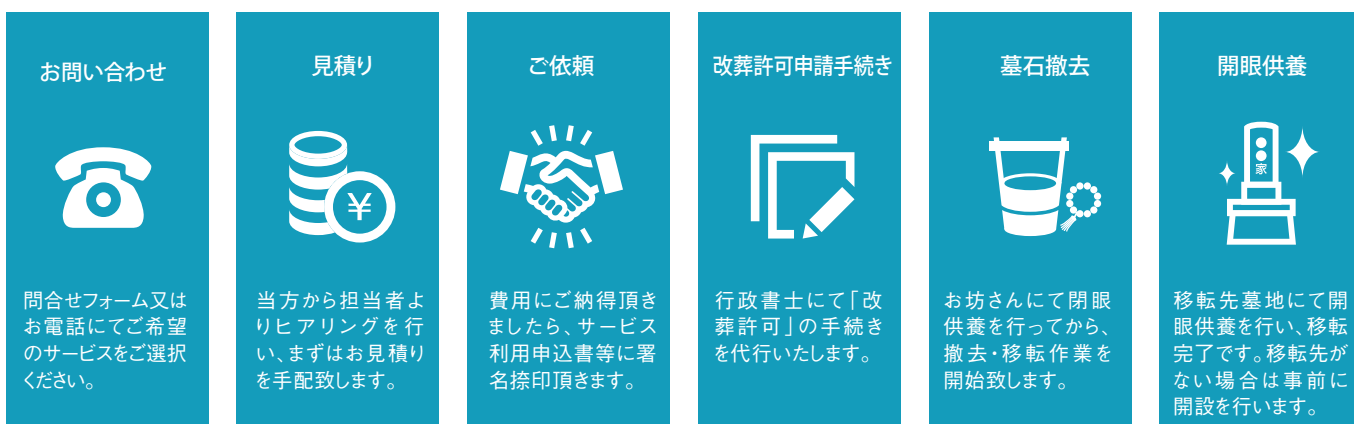 お問い合わせ
問合せフォーム又は
お電話にてご希望
のサービスをご選択
ください。
見積り
¥
当方から担当者よ
りヒアリングを行
い、まずはお見積り
を手配致します。
ご依頼
費用にご納得頂き
ましたら、サービス
利用申込書等に署
名捺印頂きます。
改葬許可申請手続き
行政書士にて「改
葬許可」の手続き
を代行いたします。
墓石撤去
お坊さんにて閉眼
供養を行ってから、
撤去・移転作業を
開始致します。
開眼供養
●
●
家
移転先墓地にて開
眼供養を行い、移転
完了です。移転先が
ない場合は事前に
開設を行います。